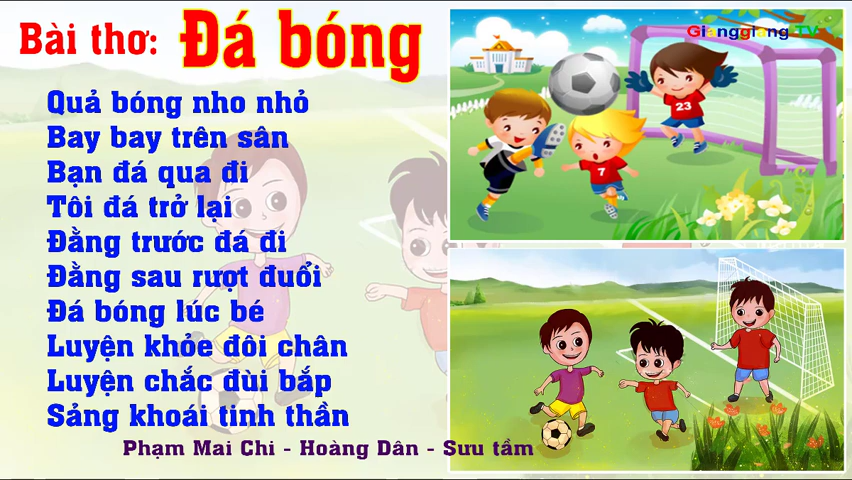 Bài thơ: Đá bóng
Quả bóng nho nhỏ
Bay bay trên sân
Bạn đá qua đi
Tôi đá trở lại
Đằng trước đá đi
Đằng sau rượt đuổi
Đá bóng lúc bé
Luyện khỏe đôi chân
Luyện chắc đùi bắp
Sảng khoái tinh thần
Phạm Mai Chi - Hoàng Dân - Sưu tầm
Gianggiang TV
23
7